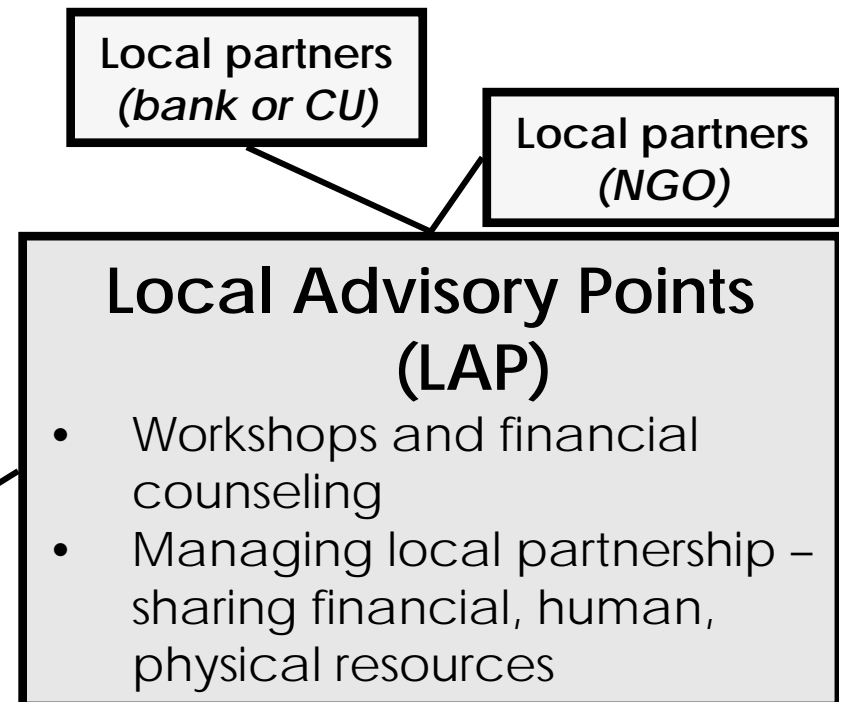 Local partners
(bank or CU)
Local partners
(NGO)
Local Advisory Points
(LAP)
• Workshops and financial
counseling
• Managing local partnership –
sharing financial, human,
physical resources